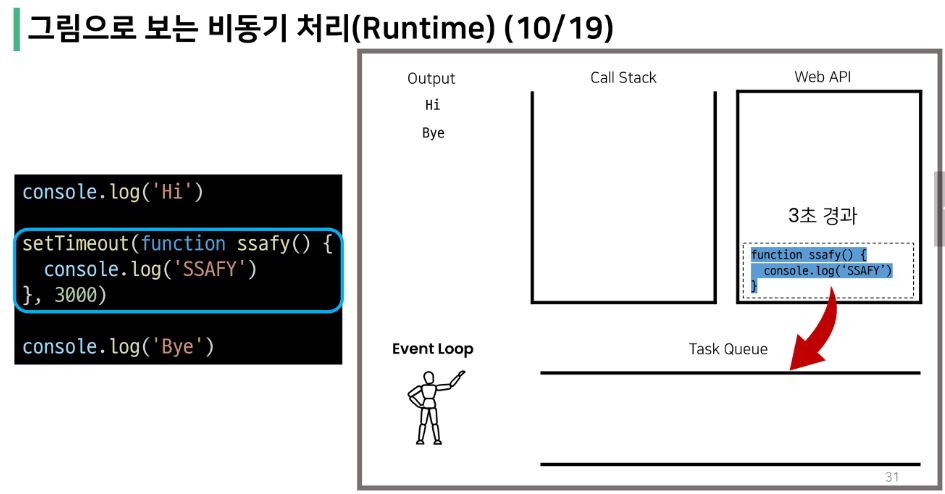 그림으로 보는 비동기 처리(Runtime) (10/19)
console.log('Hi')
setTimeout(function ssafy() {
  console.log('SSAFY')
}, 3000)
console.log('Bye')
Output
Hi
Bye
Call Stack
Web API
3초 경과
function ssafy() {
  console.log(‘SSAFY’)
}
Event Loop
Task Queue
31